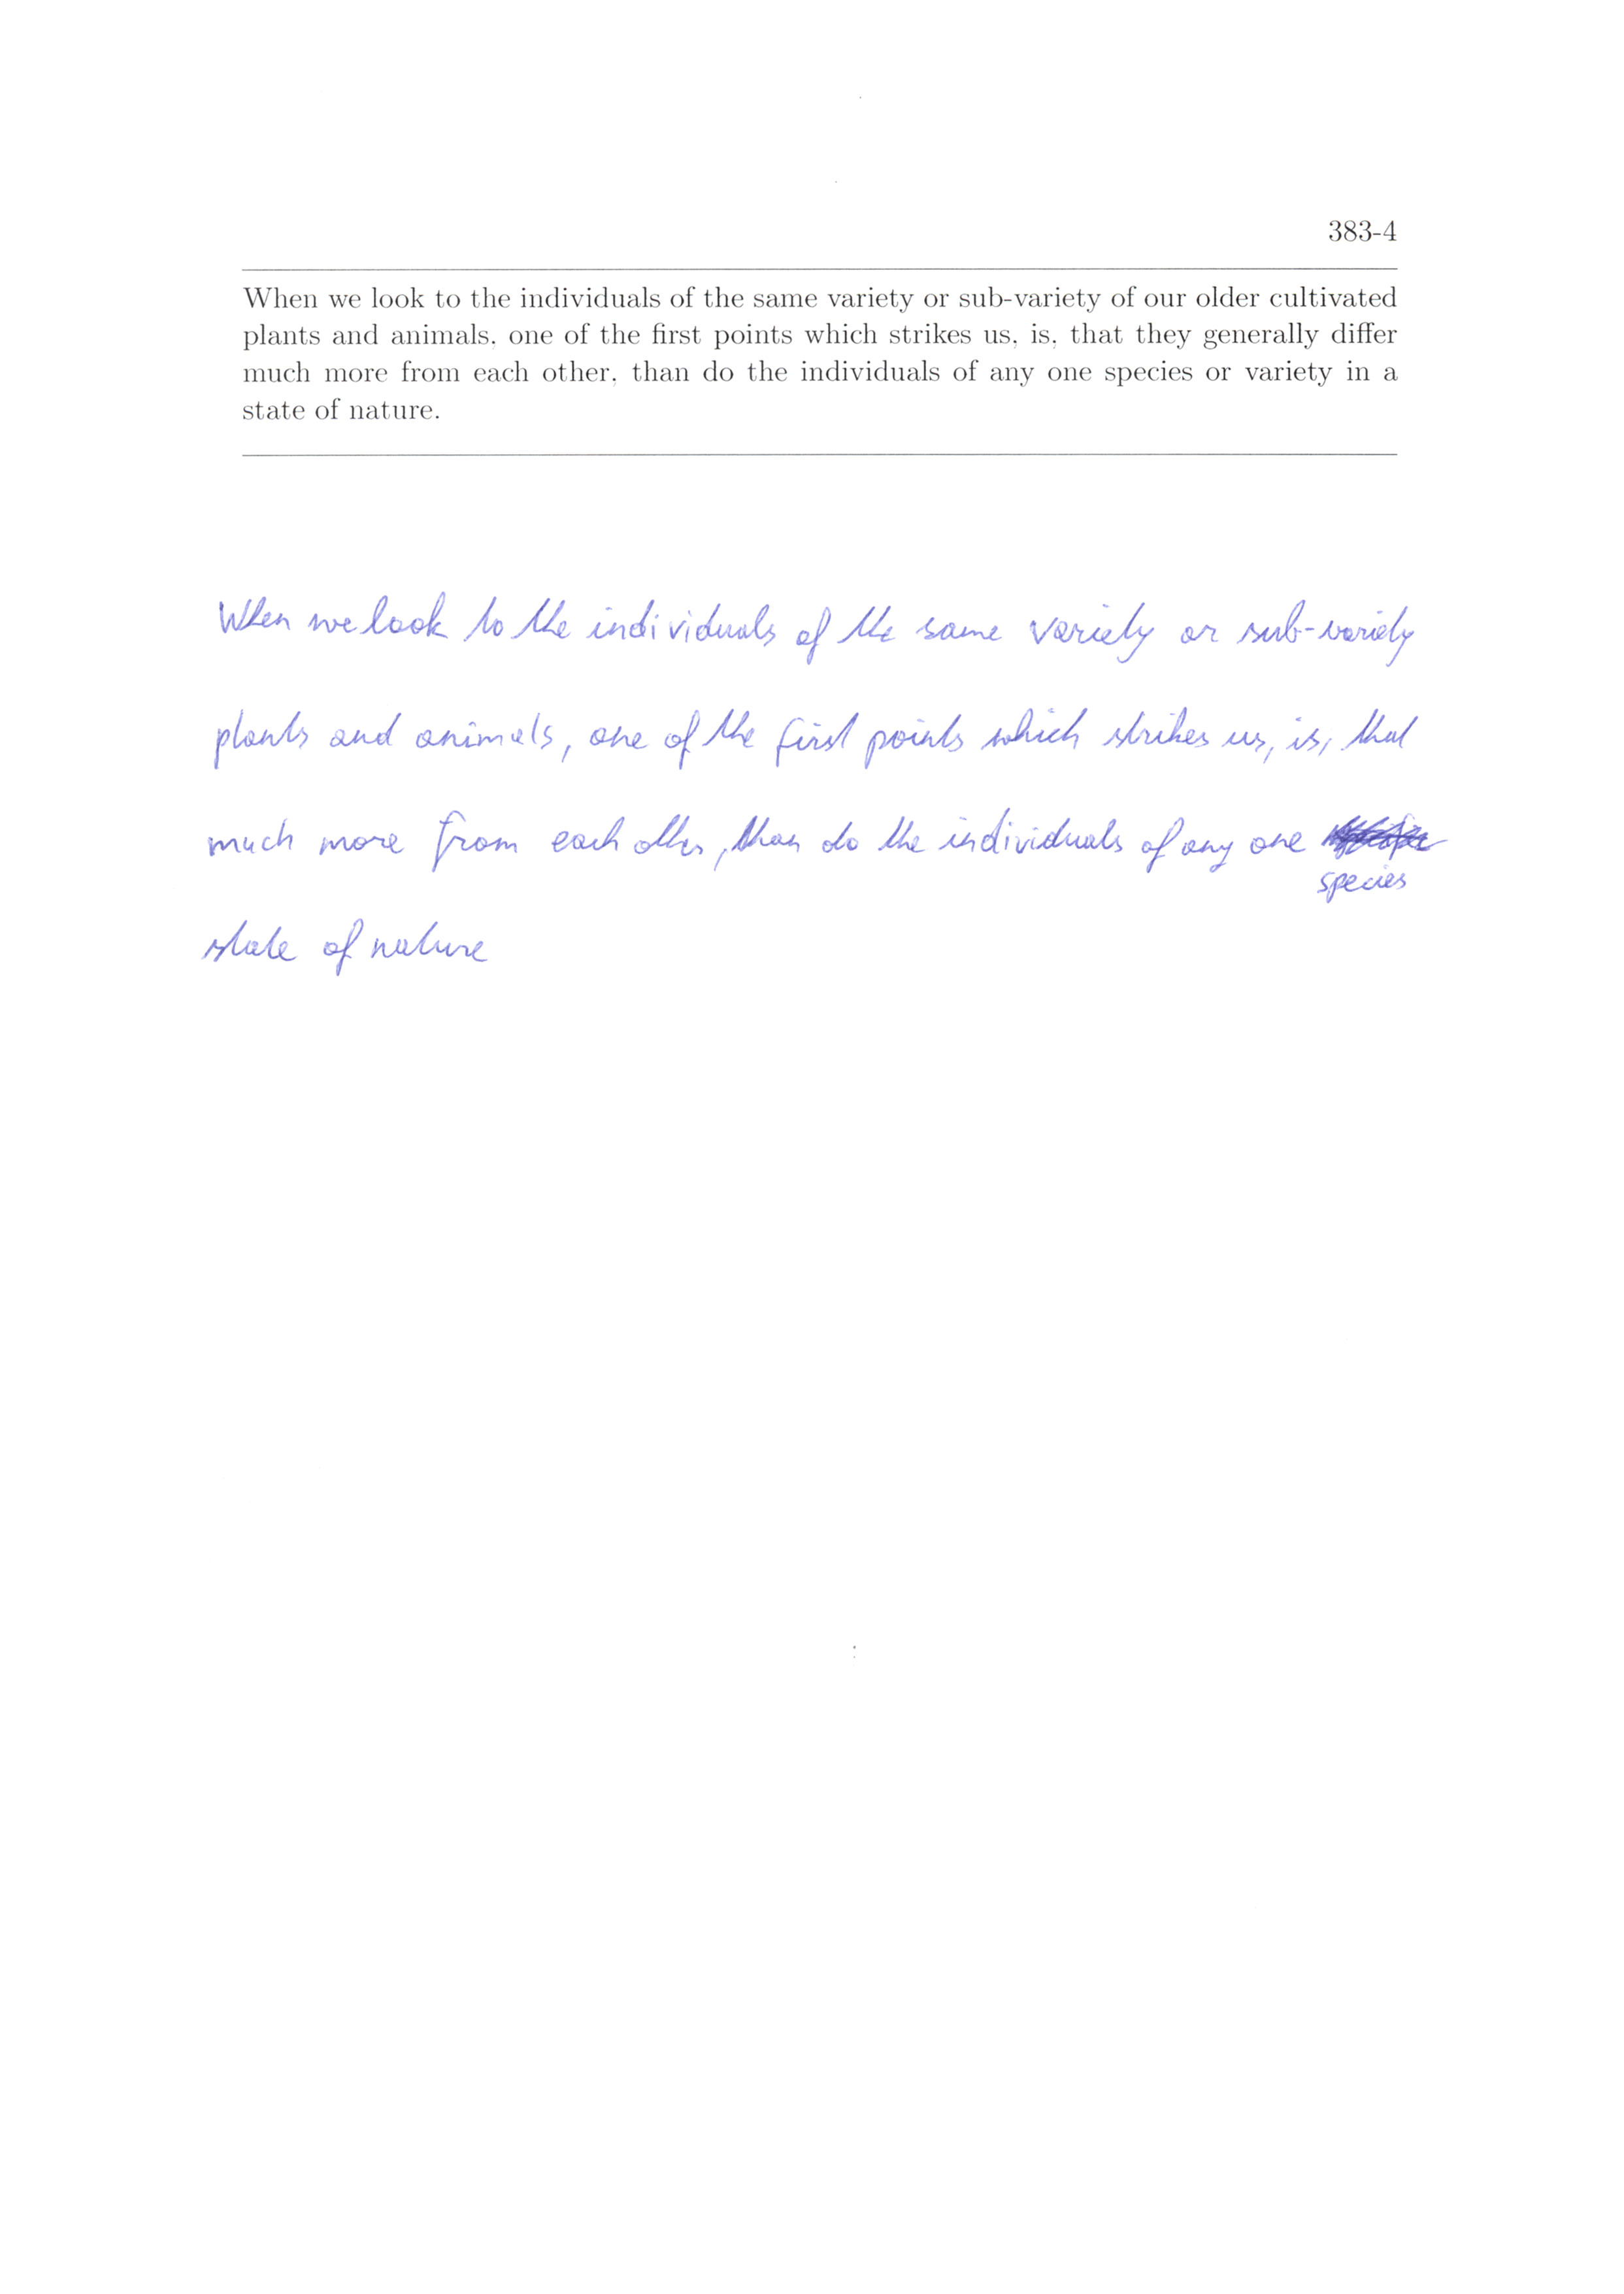 383-4
When we look to the individuals of the same variety or sub-variety of our older cultivated
plants and animals, one of the first points which strikes us, is, that they generally differ
much more from each other, than do the individuals of any one species or variety in a
state of nature.
When we look to the individuals of the same variety or sub-variety
plants and animals, one of the first points which strikes us, is, that
much more from each other, than do the individuals of any one
species
state of nature